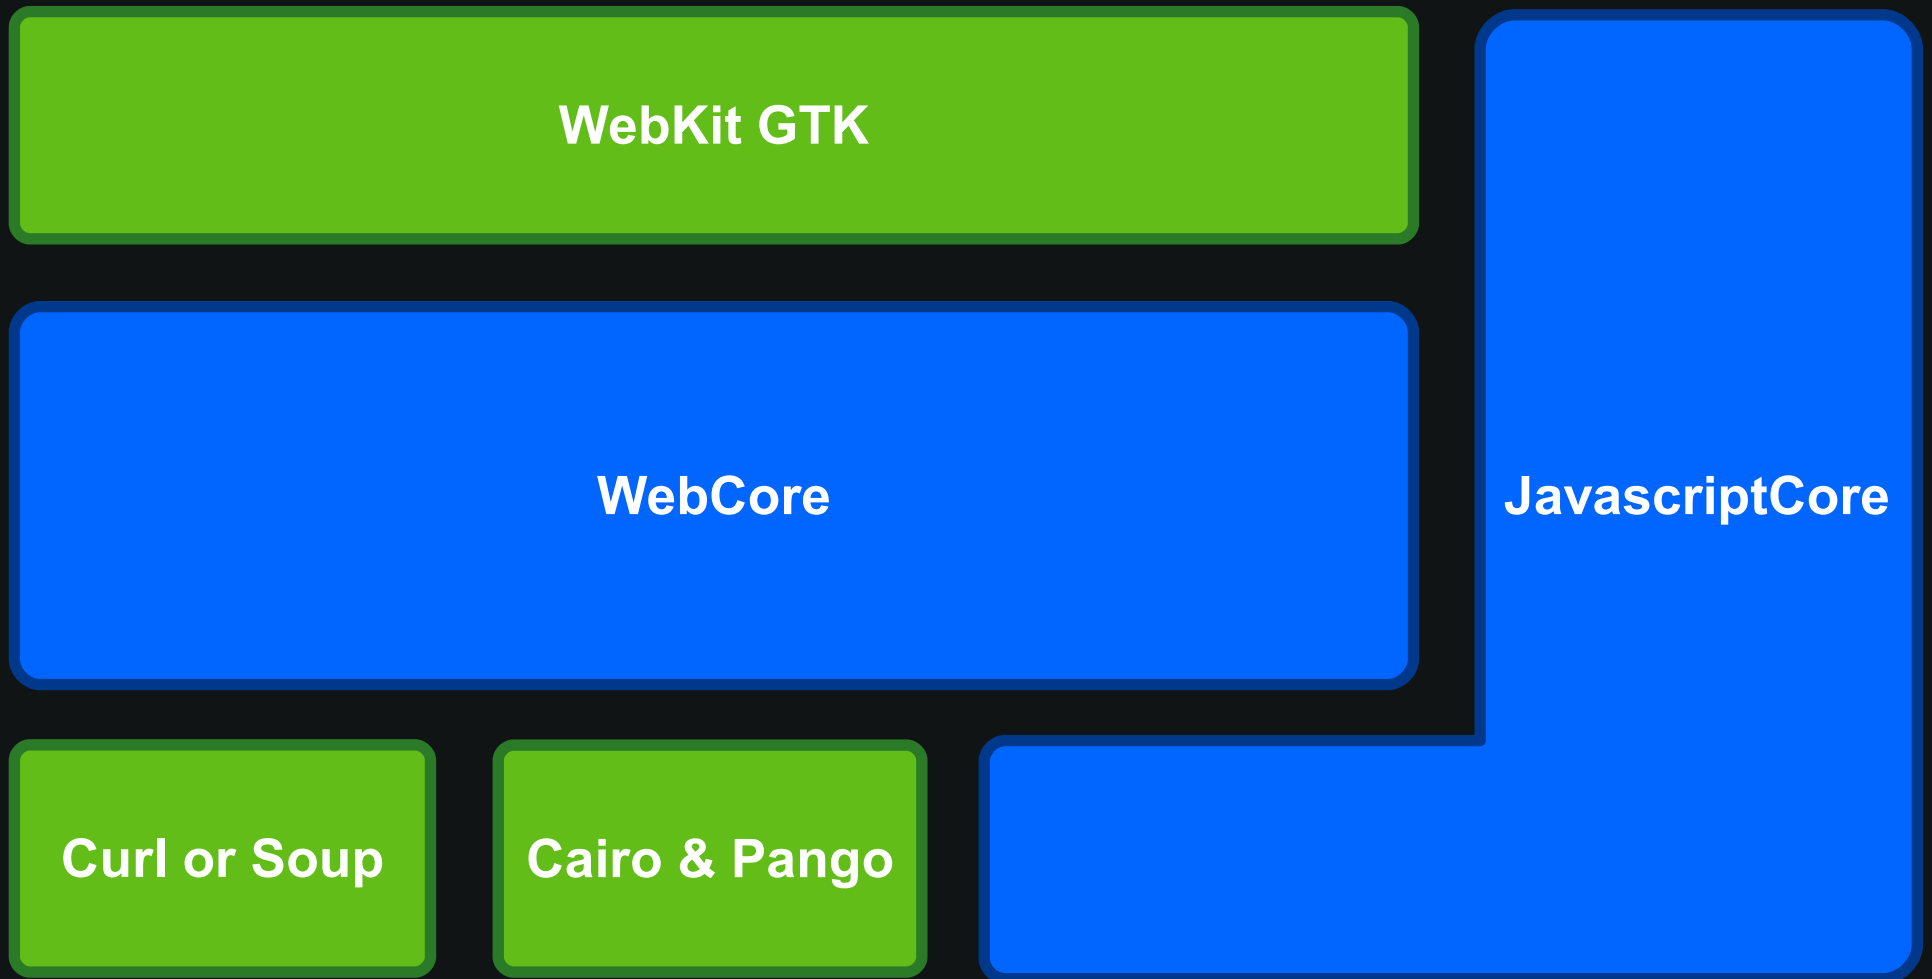 WebKit GTK
WebCore
JavascriptCore
Curl or Soup
Cairo & Pango